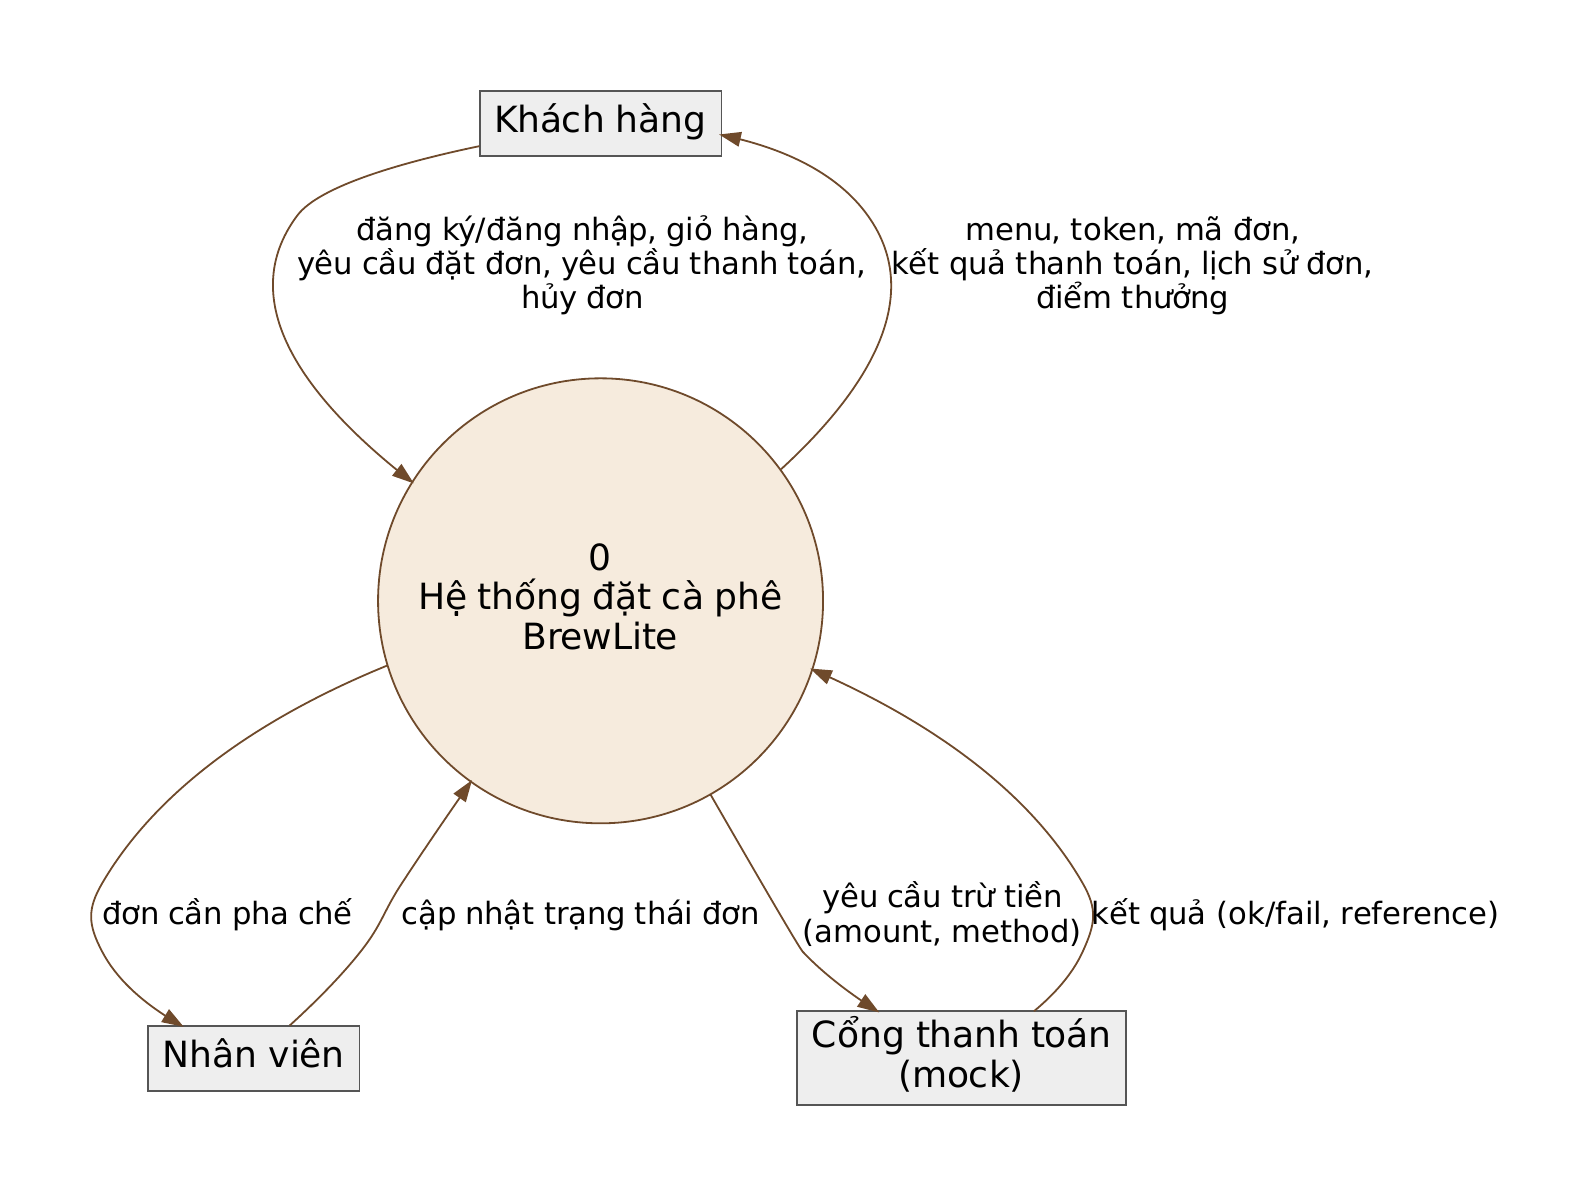 Khách hàng
đăng ký/đăng nhập, giỏ hàng,
yêu cầu đặt đơn, yêu cầu thanh toán,
hủy đơn
menu, token, mã đơn,
kết quả thanh toán, lịch sử đơn,
điểm thưởng
0
Hệ thống đặt cà phê
BrewLite
đơn cần pha chế
cập nhật trạng thái đơn
yêu cầu trừ tiền
(amount, method)
kết quả (ok/fail, reference)
Nhân viên
Cổng thanh toán
(mock)